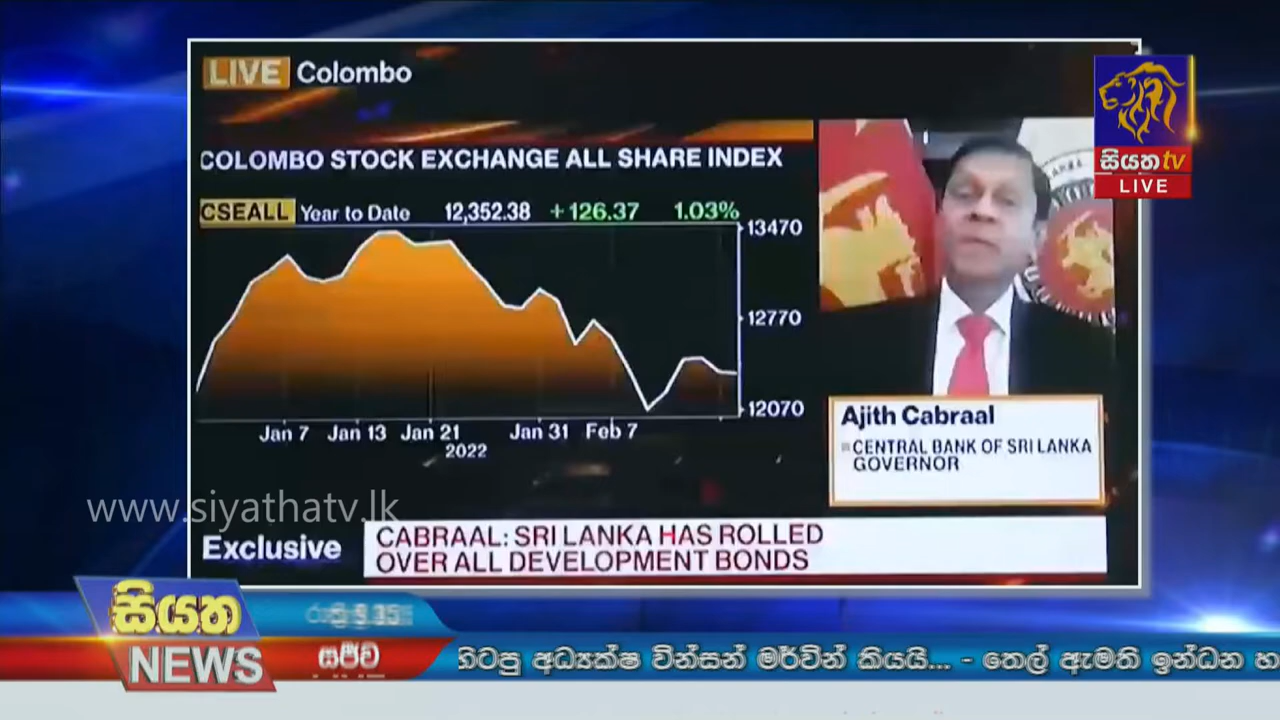 LIVE Colombo
සියත tv
LIVE
COLOMBO STOCK EXCHANGE ALL SHARE INDEX
CSEALL Year to Date 12,352.38 +126.37 1.03%
13470
12770
12070
Jan 7 Jan 13 Jan 21 Jan 31 Feb 7
2022
Ajith Cabraal
CENTRAL BANK OF SRI LANKA
GOVERNOR
www.siyathatv.lk
Exclusive
CABRAAL: SRI LANKA HAS ROLLED
OVER ALL DEVELOPMENT BONDS
සියත
NEWS
රාත්‍රි 9.35
සජීව
හිටපු අධ්‍යක්ෂ වින්සන් මර්වින් කියයි... - තෙල් ඇමති ඉන්ධන හ